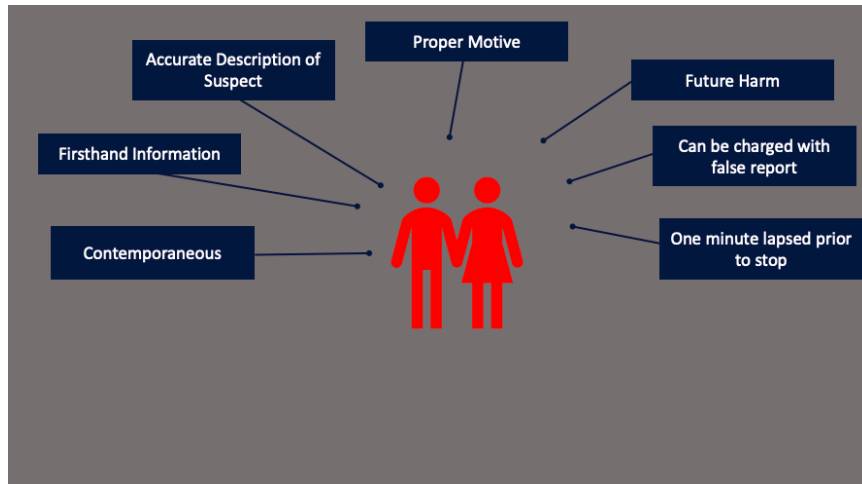 Proper Motive
Accurate Description of
Suspect
Future Harm
Firsthand Information
Can be charged with
false report
Contemporaneous
One minute lapsed prior
to stop